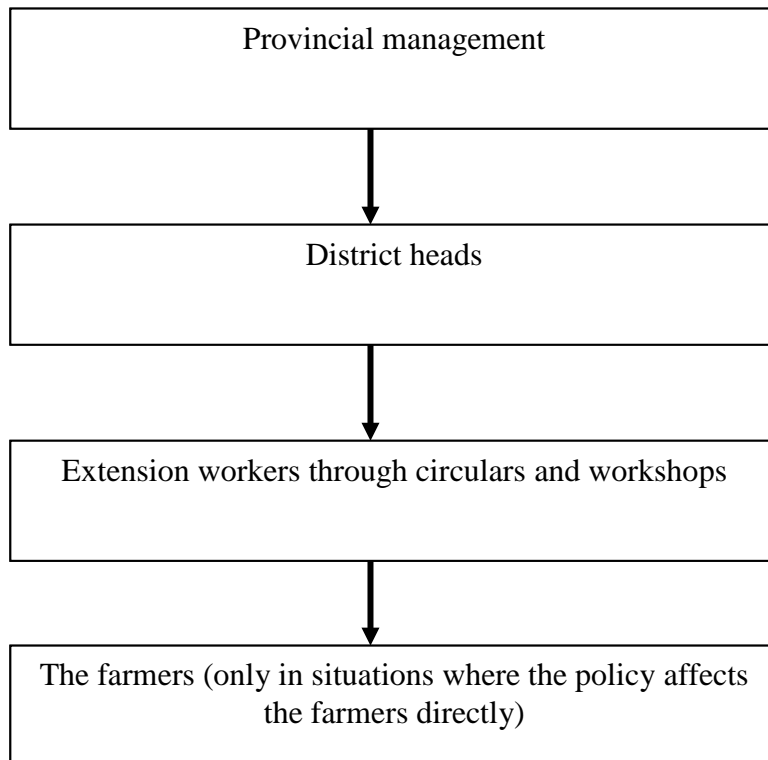 Provincial management
District heads
Extension workers through circulars and workshops
The farmers (only in situations where the policy affects
the farmers directly)